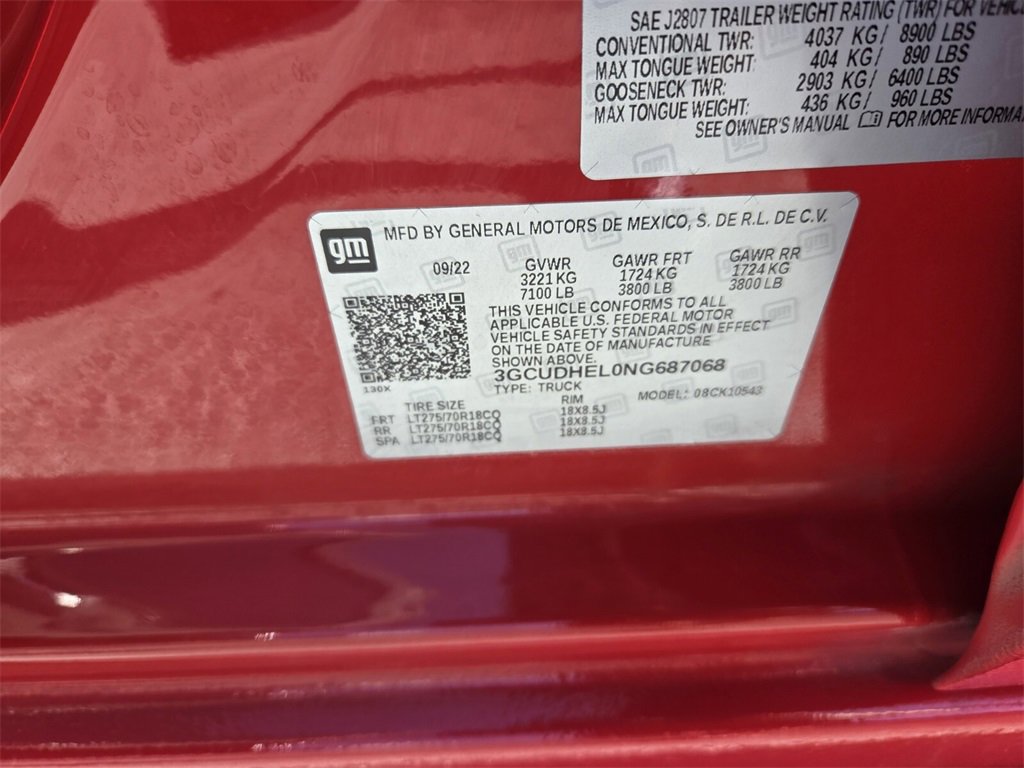 SAE J2807 TRAILER WEIGHT RATING (TWR) FOR VEHIC
CONVENTIONAL TWR: 4037 KG/ 8900 LBS
MAX TONGUE WEIGHT: 404 KG/ 890 LBS
GOOSENECK TWR: 2903 KG/ 6400 LBS
MAX TONGUE WEIGHT: 436 KG/ 960 LBS
SEE OWNER'S MANUAL FOR MORE INFORMA
gm MFD BY GENERAL MOTORS DE MEXICO, S. DE R.L. DE C.V.
09/22 GVWR GAWR FRT GAWR RR
3221 KG 1724 KG 1724 KG
7100 LB 3800 LB 3800 LB
THIS VEHICLE CONFORMS TO ALL
APPLICABLE U.S. FEDERAL MOTOR
VEHICLE SAFETY STANDARDS IN EFFECT
ON THE DATE OF MANUFACTURE
SHOWN ABOVE.
3GCUDHEL0NG687068
130X TYPE: TRUCK MODEL: 08CK10543
TIRE SIZE RIM
FRT LT275/70R18CQ 18X8.5J
RR LT275/70R18CQ 18X8.5J
SPA LT275/70R18CQ 18X8.5J